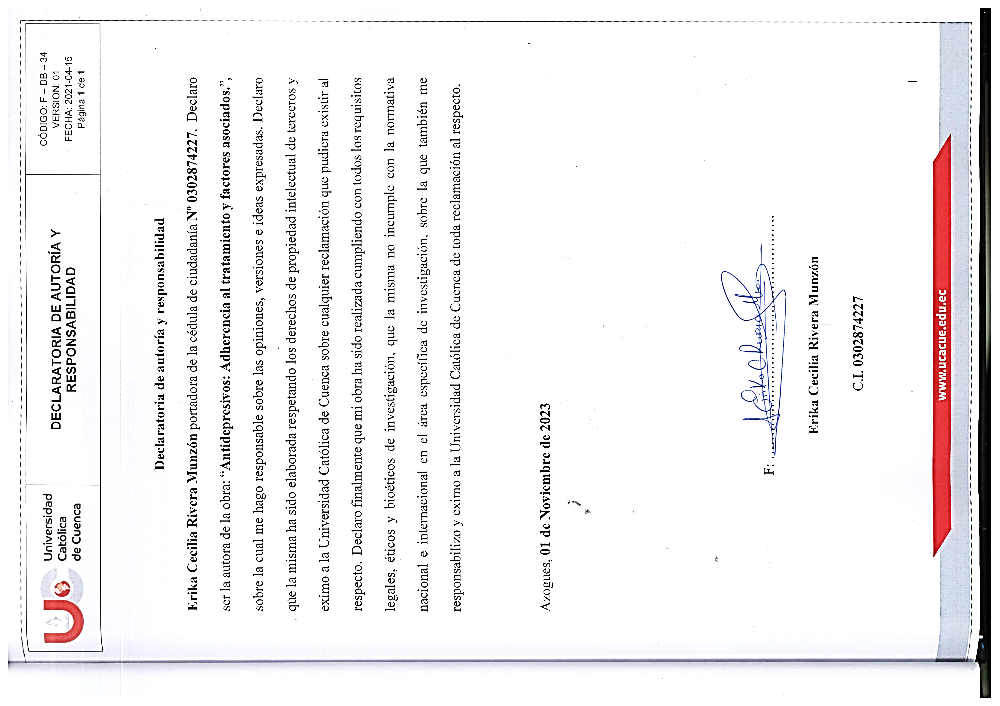 Universidad
Católica
de Cuenca
DECLARATORIA DE AUTORÍA Y
RESPONSABILIDAD
CÓDIGO: F – DB – 34
VERSION: 01
FECHA: 2021-04-15
Página 1 de 1
Declaratoria de autoría y responsabilidad
Erika Cecilia Rivera Munzón portadora de la cédula de ciudadanía Nº 0302874227. Declaro
ser la autora de la obra: “Antidepresivos: Adherencia al tratamiento y factores asociados.”,
sobre la cual me hago responsable sobre las opiniones, versiones e ideas expresadas. Declaro
que la misma ha sido elaborada respetando los derechos de propiedad intelectual de terceros y
eximo a la Universidad Católica de Cuenca sobre cualquier reclamación que pudiera existir al
respecto. Declaro finalmente que mi obra ha sido realizada cumpliendo con todos los requisitos
legales, éticos y bioéticos de investigación, que la misma no incumple con la normativa
nacional e internacional en el área específica de investigación, sobre la que también me
responsabilizo y eximo a la Universidad Católica de Cuenca de toda reclamación al respecto.
Azogues, 01 de Noviembre de 2023
F: ........................................
Erika Cecilia Rivera Munzón
C.I. 0302874227
www.ucacue.edu.ec